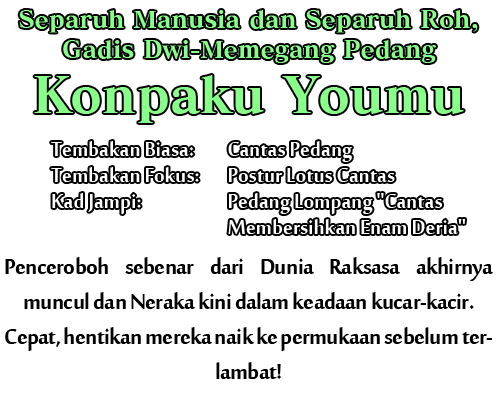 Separuh Manusia dan Separuh Roh,
Gadis Dwi-Memegang Pedang
Konpaku Youmu
Tembakan Biasa: Cantas Pedang
Tembakan Fokus: Postur Lotus Cantas
Kad Jampi: Pedang Lompang "Cantas
Membersihkan Enam Deria"
Penceroboh sebenar dari Dunia Raksasa akhirnya
muncul dan Neraka kini dalam keadaan kucar-kacir.
Cepat, hentikan mereka naik ke permukaan sebelum ter-
lambat!